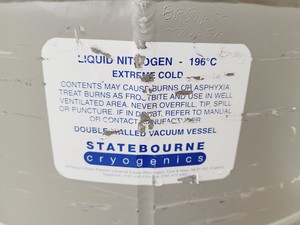 LIQUID NITROGEN - 196°C
EXTREME COLD
CONTENTS MAY CAUSE BURNS OR ASPHYXIA
TREAT BURNS AS FROSTBITE AND USE IN WELL
VENTILATED AREA. NEVER OVERFILL, TIP, SPILL
OR PUNCTURE. IF IN DOUBT, REFER TO MANUAL
OR CONTACT MANUFACTURER
DOUBLE WALLED VACUUM VESSEL
STATEBOURNE
cryogenics